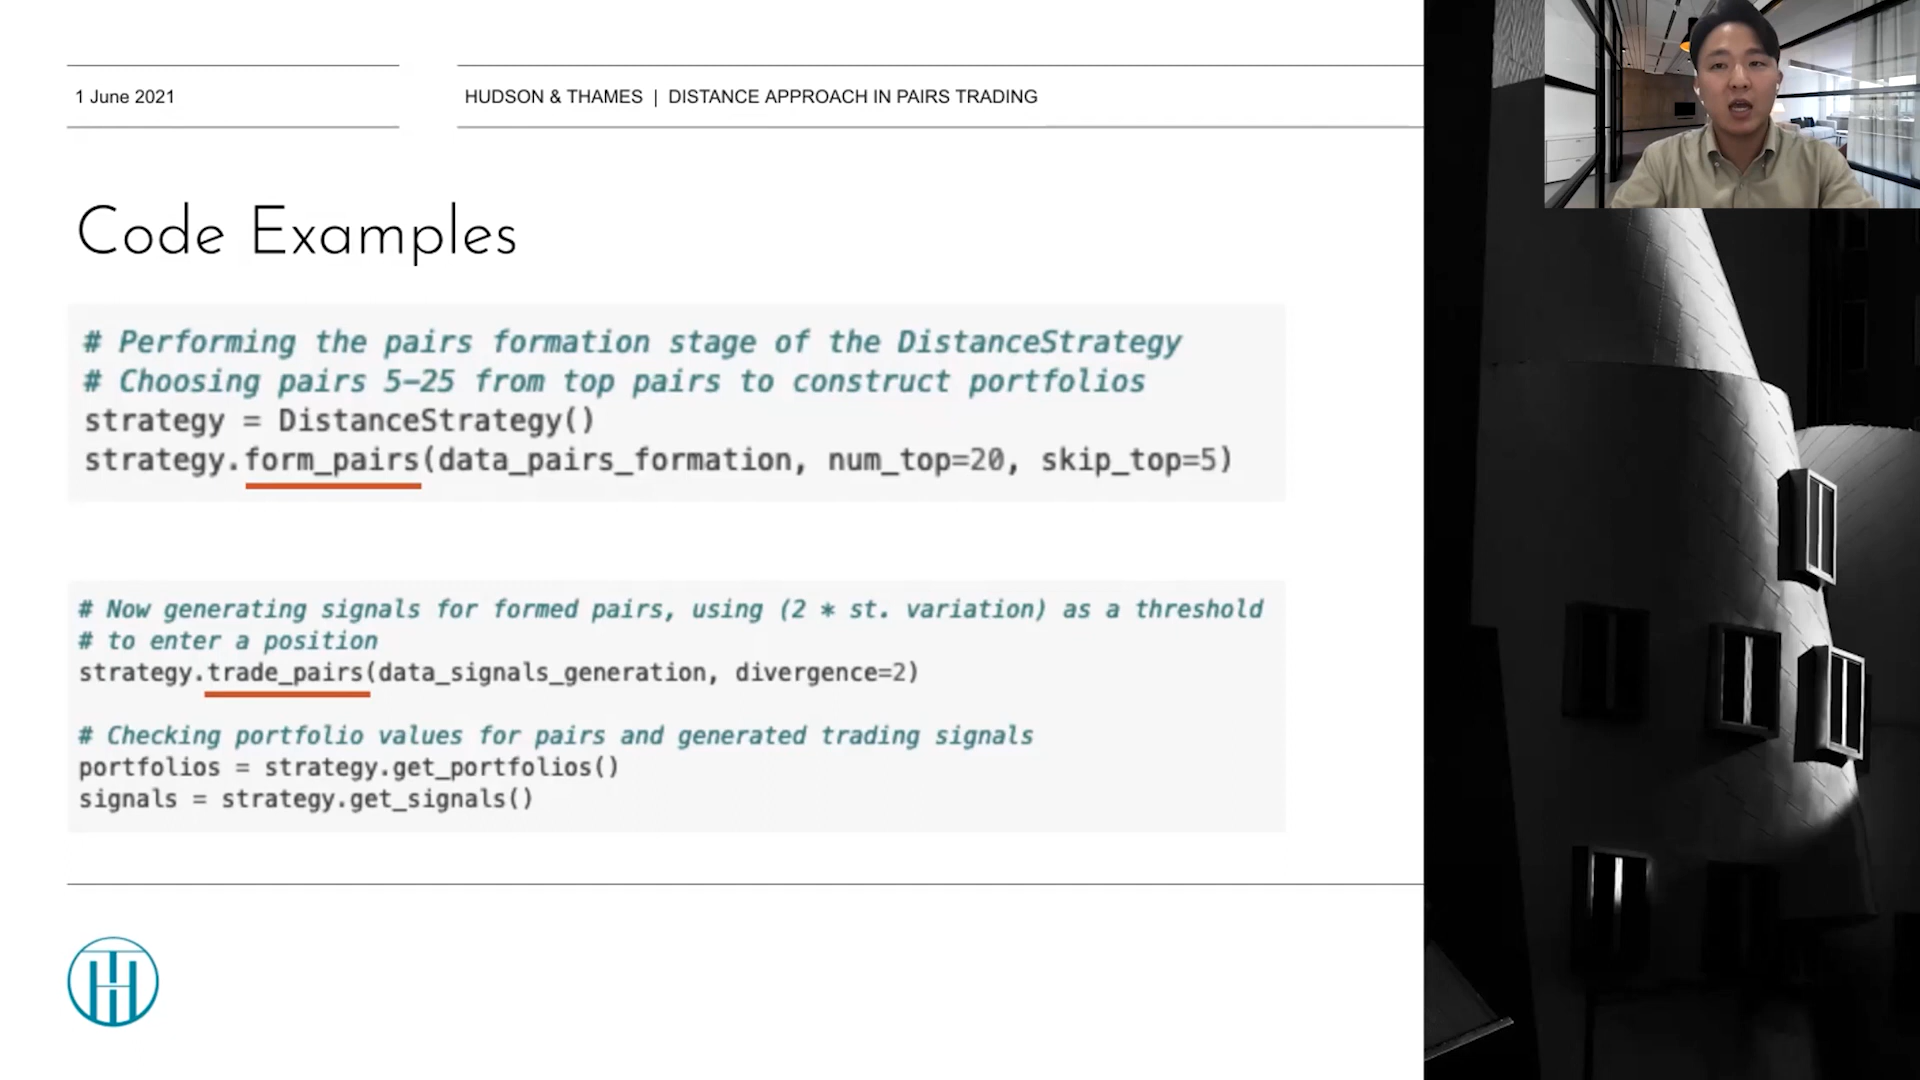 1 June 2021
HUDSON & THAMES | DISTANCE APPROACH IN PAIRS TRADING
Code Examples
# Performing the pairs formation stage of the DistanceStrategy
# Choosing pairs 5-25 from top pairs to construct portfolios
strategy = DistanceStrategy()
strategy.form_pairs(data_pairs_formation, num_top=20, skip_top=5)
# Now generating signals for formed pairs, using (2 * st. variation) as a threshold
# to enter a position
strategy.trade_pairs(data_signals_generation, divergence=2)
# Checking portfolio values for pairs and generated trading signals
portfolios = strategy.get_portfolios()
signals = strategy.get_signals()